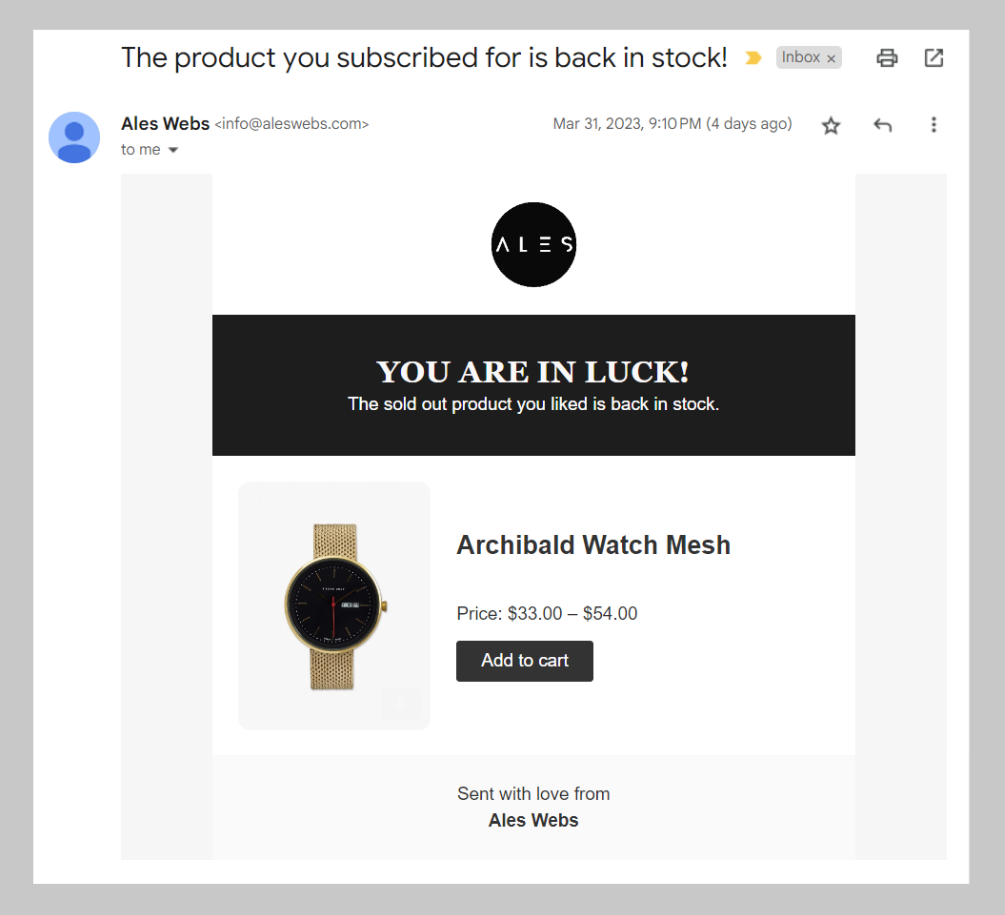 The product you subscribed for is back in stock!
Inbox ×
Ales Webs <info@aleswebs.com>
Mar 31, 2023, 9:10 PM (4 days ago)
to me
ALES
YOU ARE IN LUCK!
The sold out product you liked is back in stock.
Archibald Watch Mesh
Price: $33.00 – $54.00
Add to cart
Sent with love from
Ales Webs